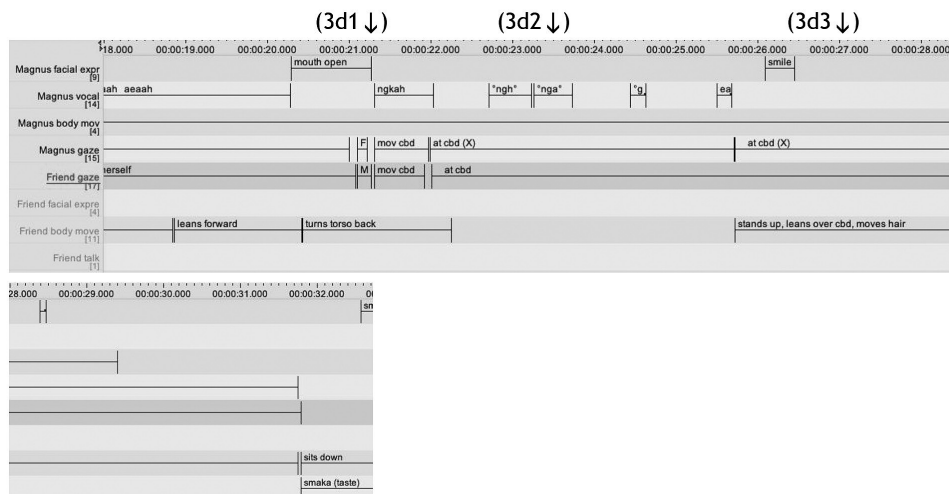 (3d1↓) (3d2↓) (3d3↓)
:18.000 00:00:19.000 00:00:20.000 00:00:21.000 00:00:22.000 00:00:23.000 00:00:24.000 00:00:25.000 00:00:26.000 00:00:27.000 00:00:28.000
Magnus facial expr mouth open smile
[9]
Magnus vocal aah aeaah ngkah °ngh° °nga° °g ea
[14]
Magnus body mov
[4]
Magnus gaze F mov cbd at cbd (X) at cbd (X)
[15]
Friend gaze erself M mov cbd at cbd
[17]
Friend facial expre
[4]
Friend body move leans forward turns torso back stands up, leans over cbd, moves hair
[11]
Friend talk
[1]
28.000 00:00:29.000 00:00:30.000 00:00:31.000 00:00:32.000 00
sm
sits down
smaka (taste)